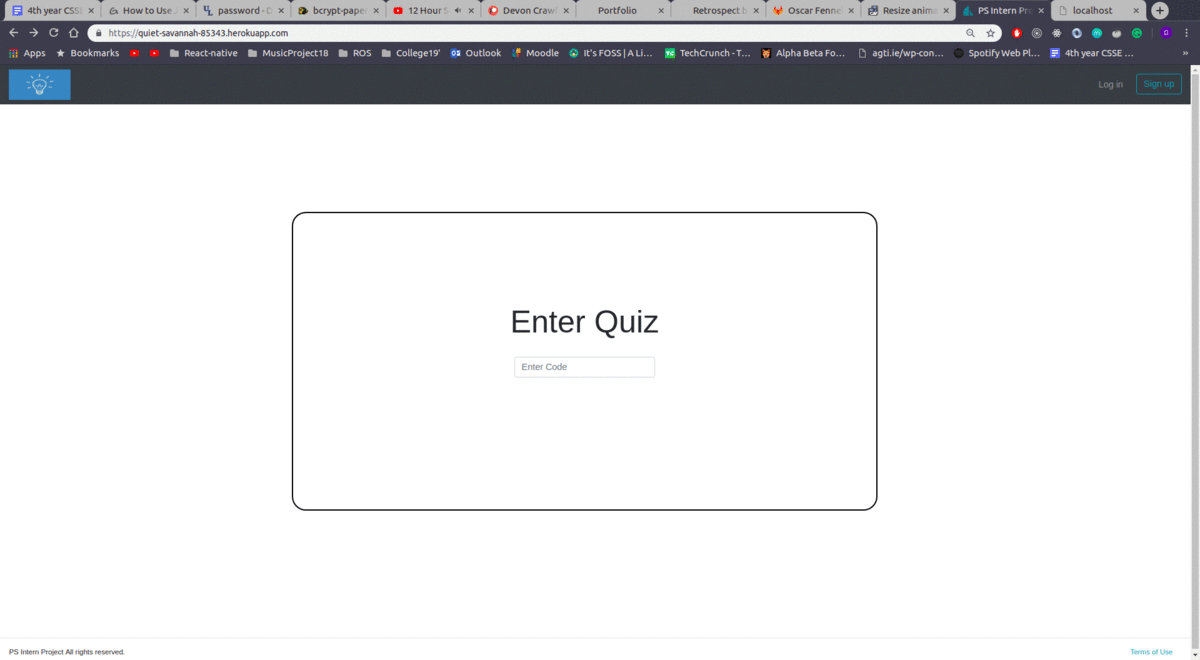 4th year CSSE
How to Use
password - D
bcrypt-pape
12 Hour S
Devon Craw
Portfolio
Retrospect b
Oscar Fenne
Resize anima
PS Intern Pr
localhost
https://quiet-savannah-85343.herokuapp.com
Apps Bookmarks React-native MusicProject18 ROS College19' Outlook Moodle It's FOSS | A Li... TechCrunch - T... Alpha Beta Fo... agti.ie/wp-con... Spotify Web Pl... 4th year CSSE ... »
Log in Sign up
Enter Quiz
Enter Code
PS Intern Project All rights reserved. Terms of Use